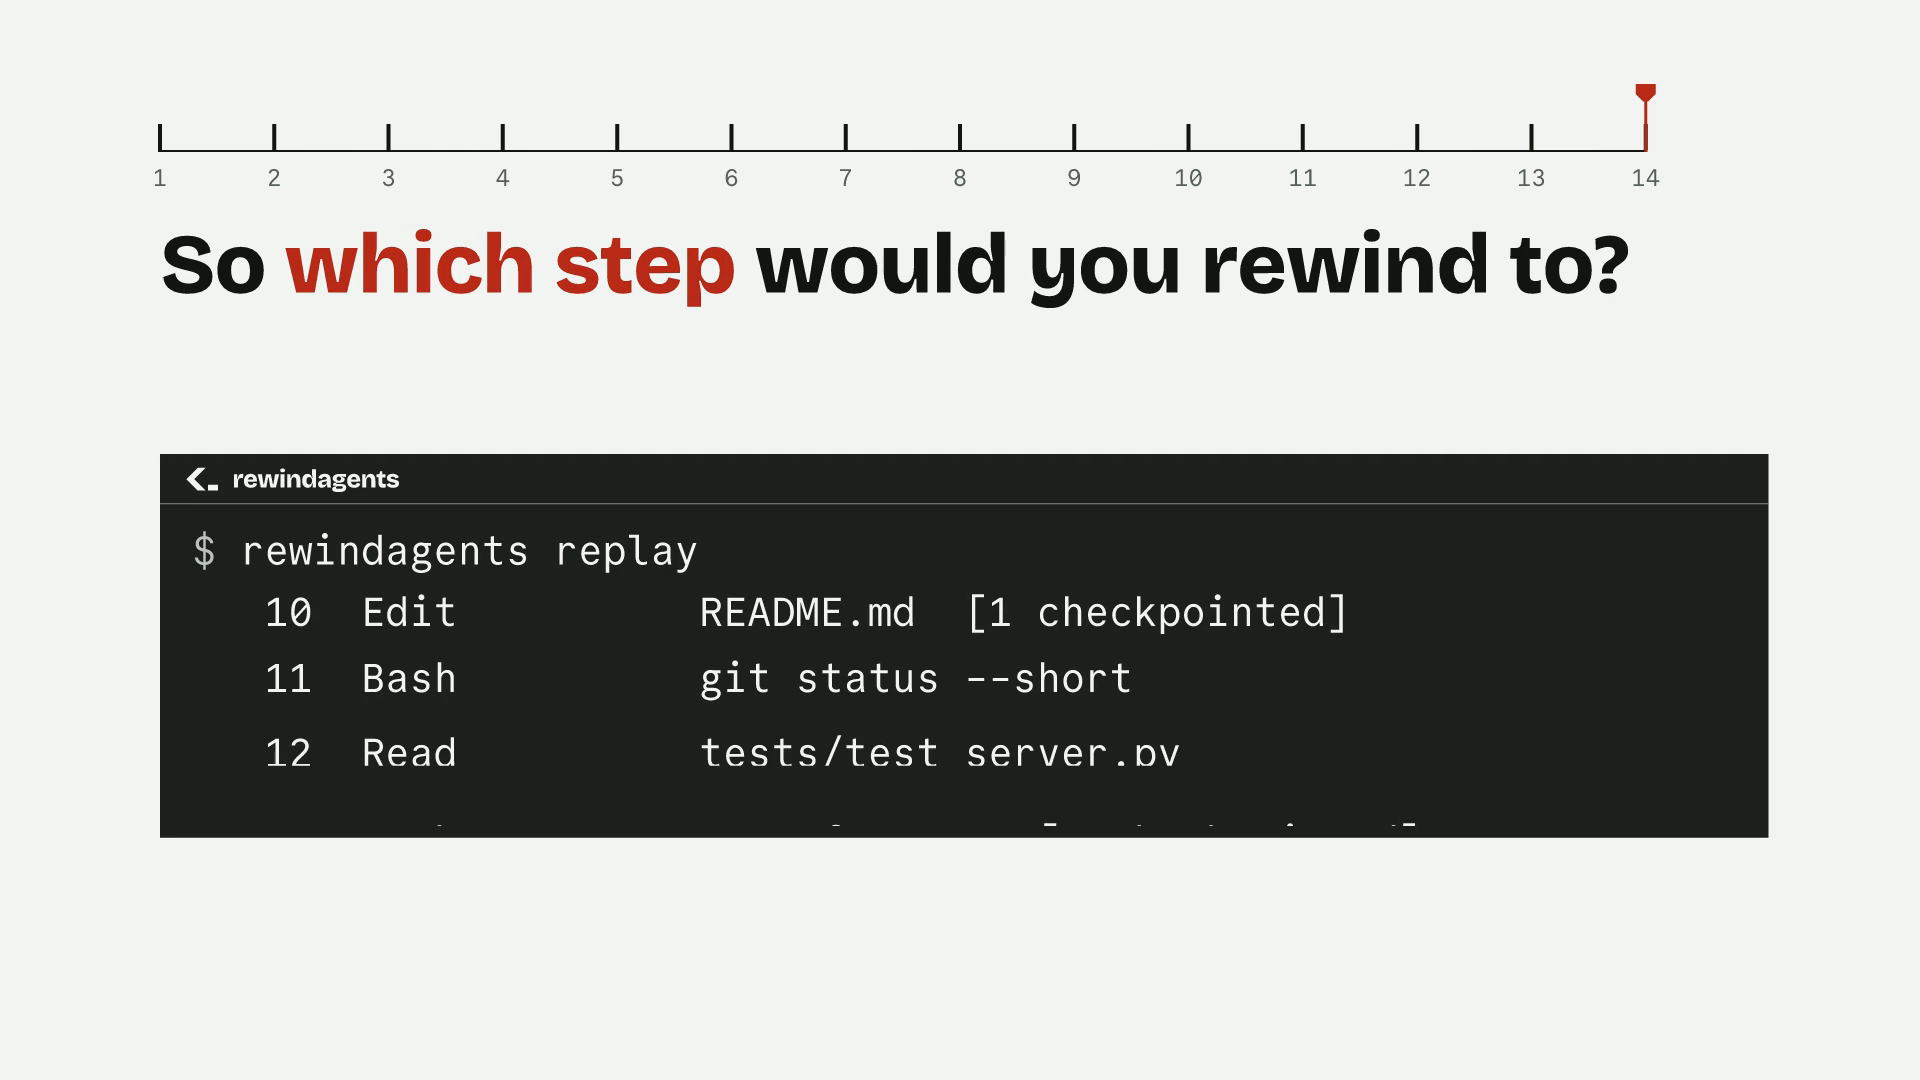 1 2 3 4 5 6 7 8 9 10 11 12 13 14
So which step would you rewind to?
rewindagents
$ rewindagents replay
10 Edit README.md [1 checkpointed]
11 Bash git status --short
12 Read tests/test server.py